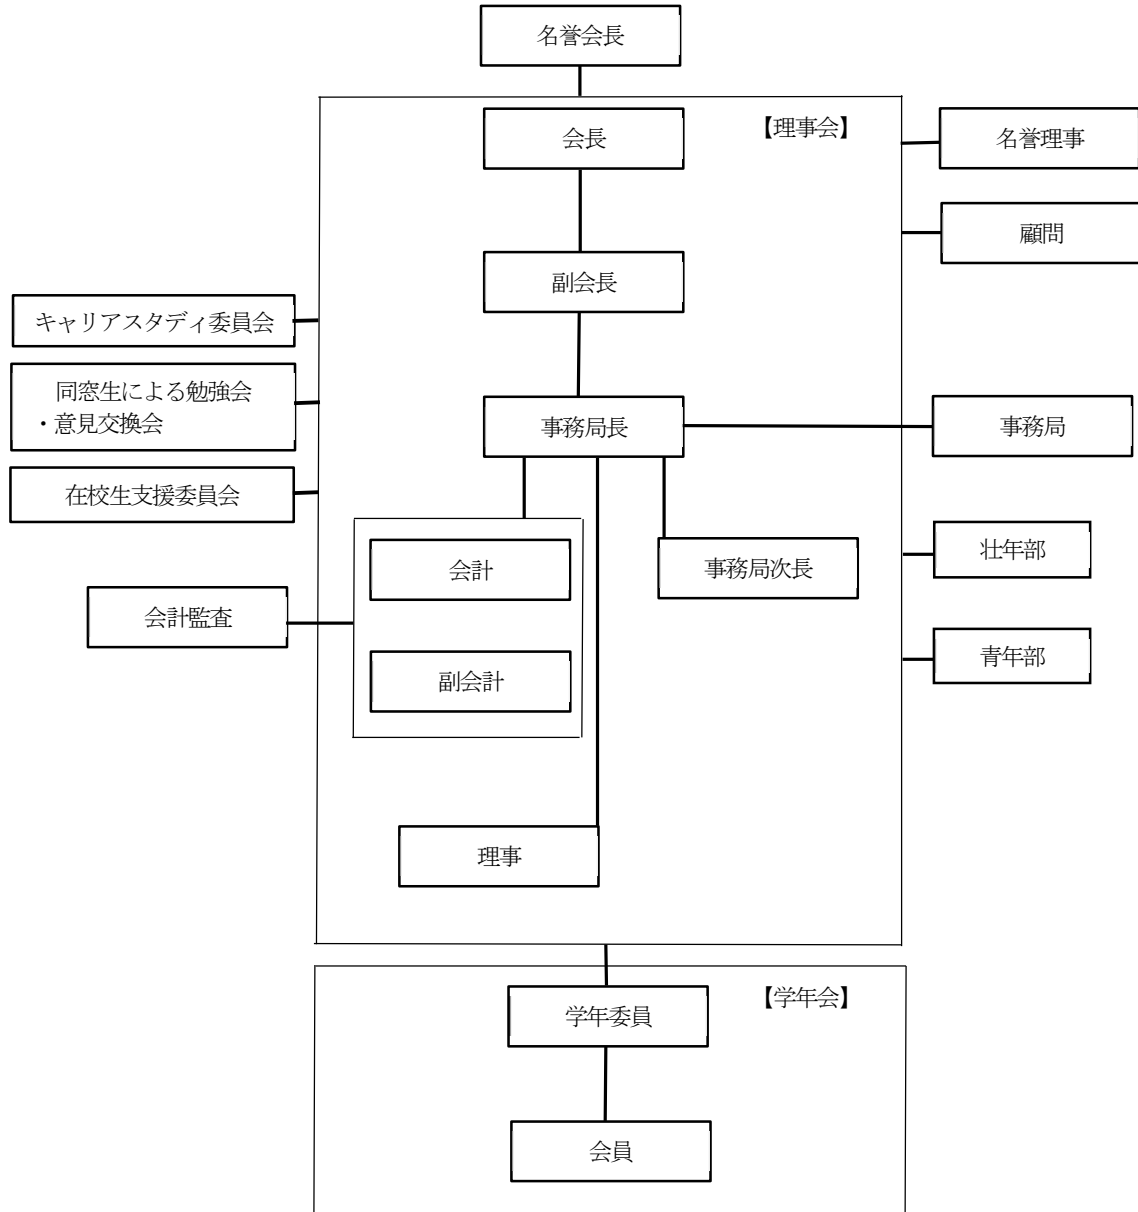 名誉会長
会長
【理事会】
名誉理事
顧問
副会長
キャリアスタディ委員会
同窓生による勉強会
・意見交換会
事務局長
事務局
在校生支援委員会
会計
事務局次長
壮年部
会計監査
副会計
青年部
理事
学年委員
【学年会】
会員